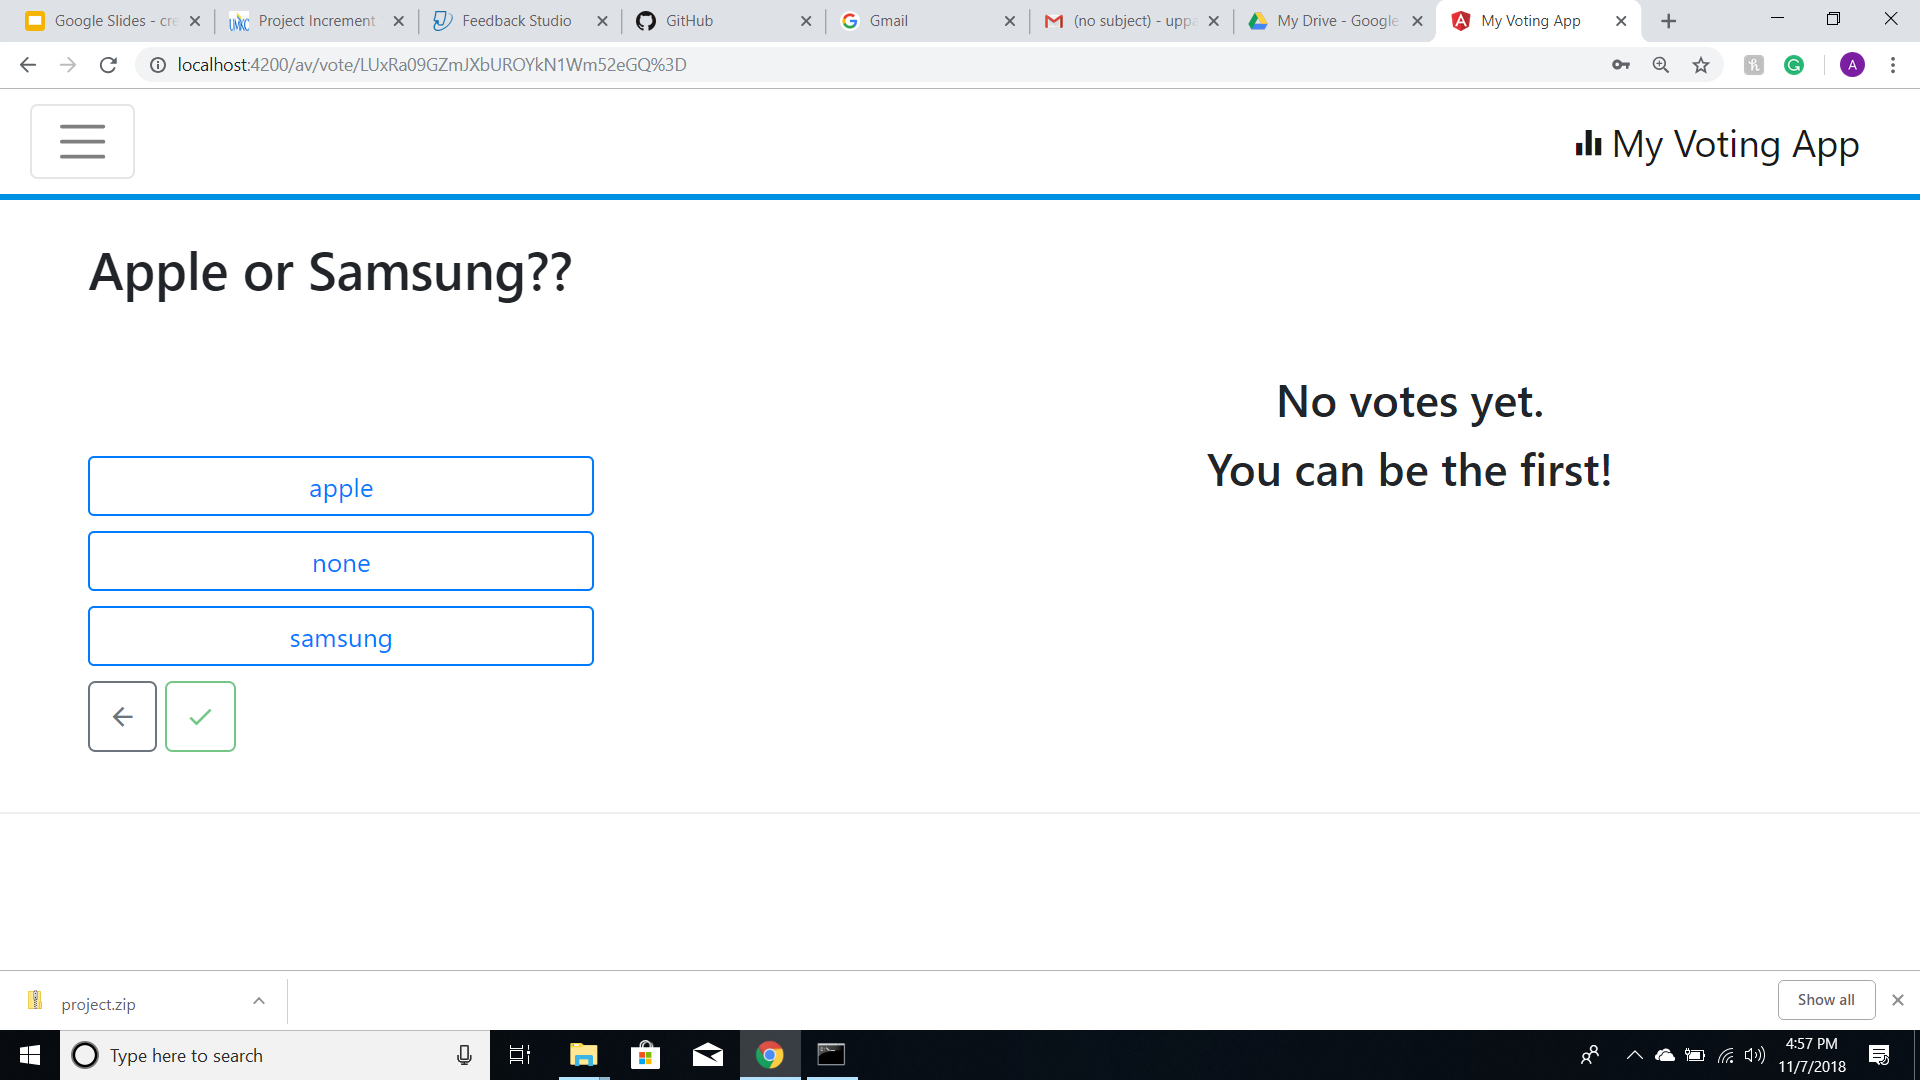 Google Slides - cre
Project Increment
Feedback Studio
GitHub
Gmail
(no subject) - uppa
My Drive - Google
My Voting App
localhost:4200/av/vote/LUxRa09GZmJXbUROYkN1Wm52eGQ%3D
A
My Voting App
Apple or Samsung??
No votes yet.
You can be the first!
apple
none
samsung
project.zip
Show all
Type here to search
4:57 PM
11/7/2018